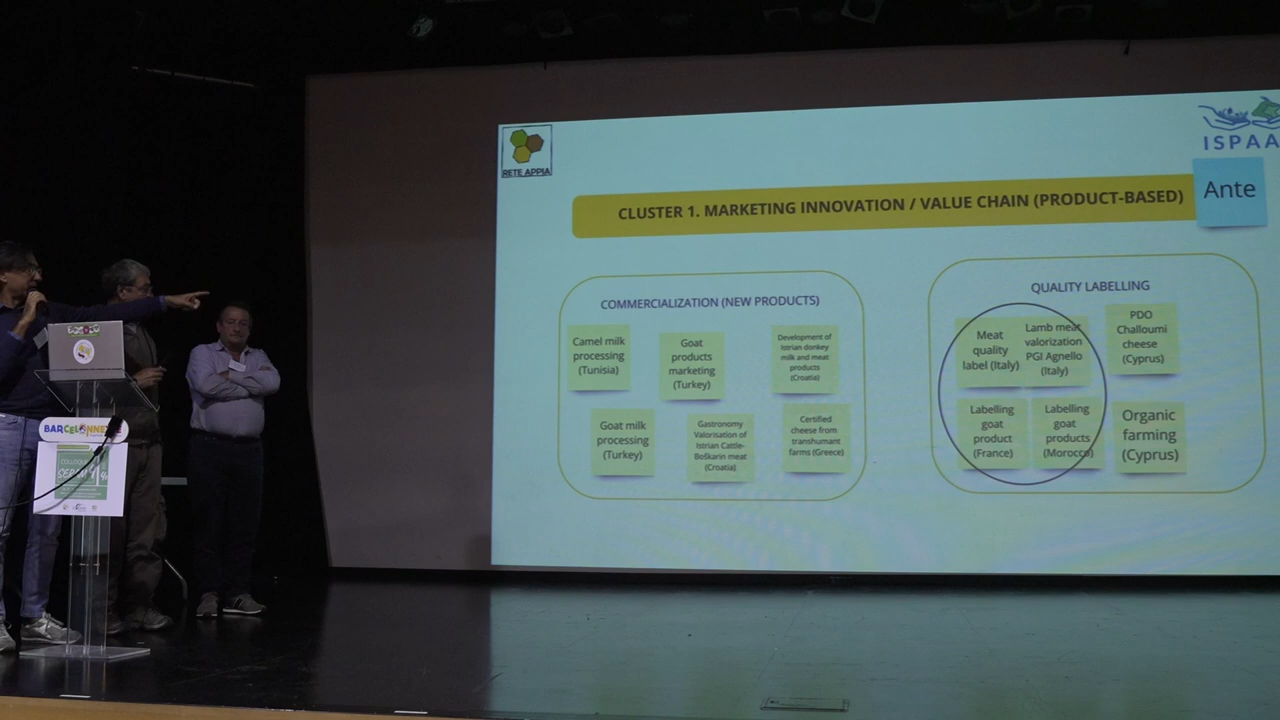 RETE APPIA
ISPAA
CLUSTER 1. MARKETING INNOVATION / VALUE CHAIN (PRODUCT-BASED)
Ante
COMMERCIALIZATION (NEW PRODUCTS)
Camel milk
processing
(Tunisia)
Goat
products
marketing
(Turkey)
Development of
Istrian donkey
milk and meat
products
(Croatia)
Goat milk
processing
(Turkey)
Gastronomy
Valorisation of
Istrian Cattle-
Boškarin meat
(Croatia)
Certified
cheese from
transhumant
farms (Greece)
QUALITY LABELLING
Meat
quality
label (Italy)
Lamb meat
valorization
PGI Agnello
(Italy)
PDO
Challoumi
cheese
(Cyprus)
Labelling
goat
product
(France)
Labelling
goat
products
(Morocco)
Organic
farming
(Cyprus)